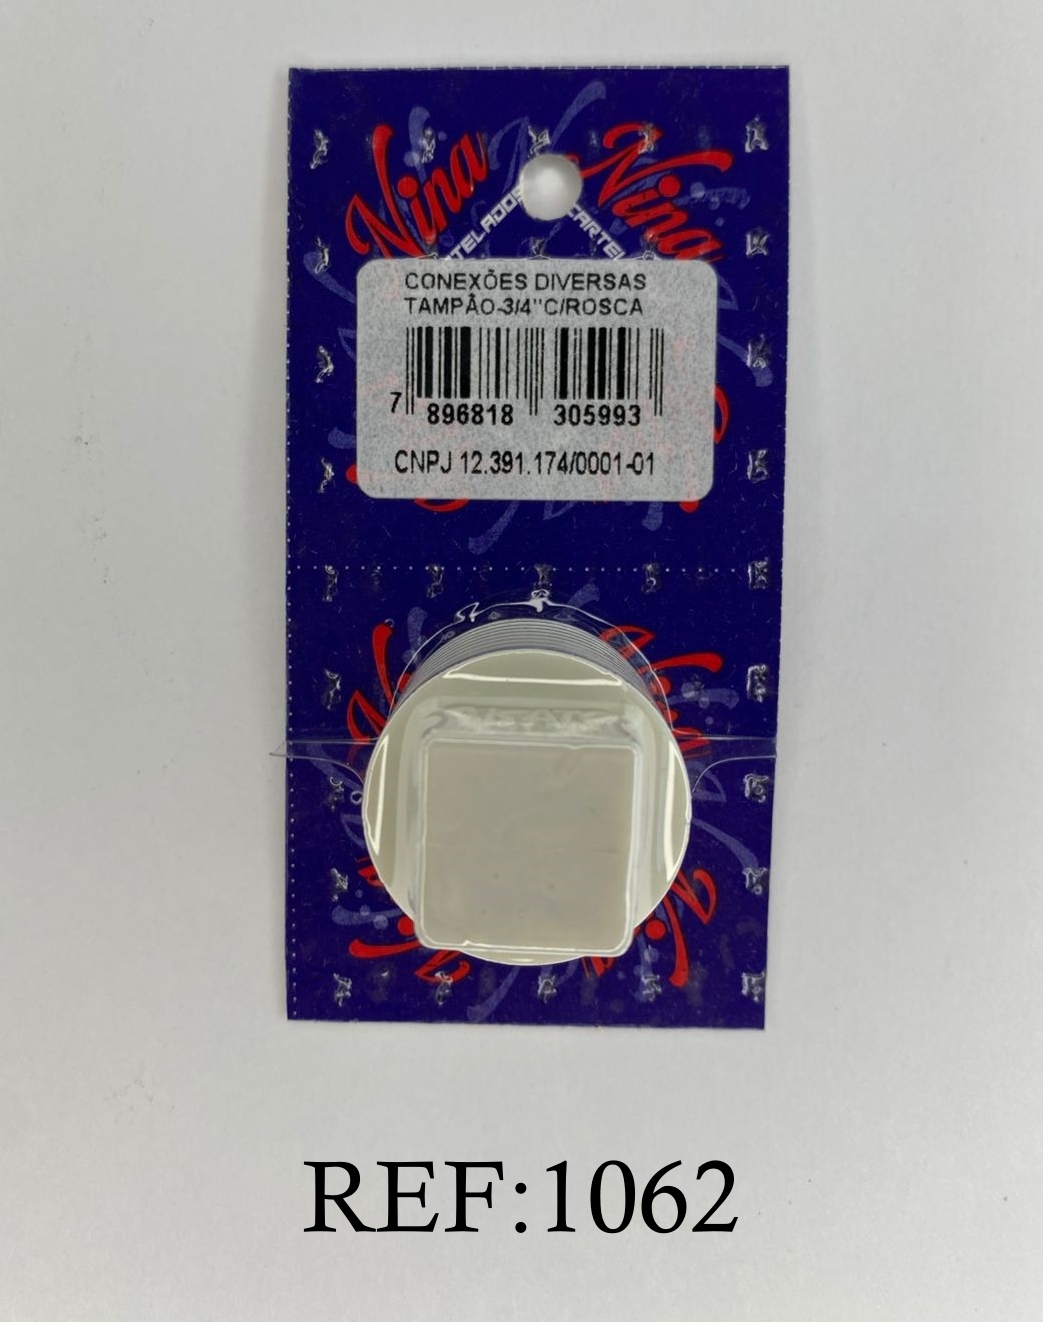 Nina Nina
CONEXÕES DIVERSAS
TAMPÃO-3/4"C/ROSCA
7 896818 305993
CNPJ 12.391.174/0001-01
REF:1062